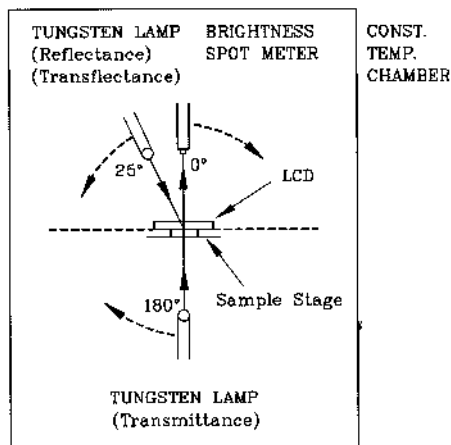 TUNGSTEN LAMP
(Reflectance)
(Transflectance)
BRIGHTNESS
SPOT METER
CONST.
TEMP.
CHAMBER
25°
0°
LCD
180°
Sample Stage
TUNGSTEN LAMP
(Transmittance)